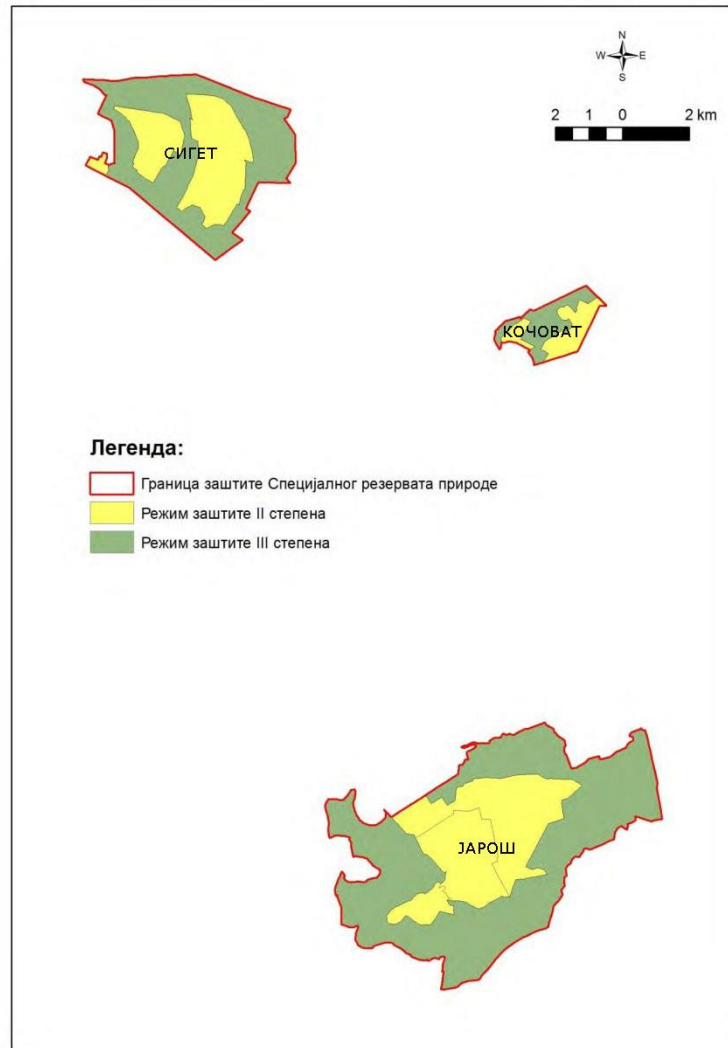 N
W E
S
2 1 0 2 km
СИГЕТ
КОЧОВАТ
Легенда:
Граница заштите Специјалног резервата природе
Режим заштите II степена
Режим заштите III степена
ЈАРОШ